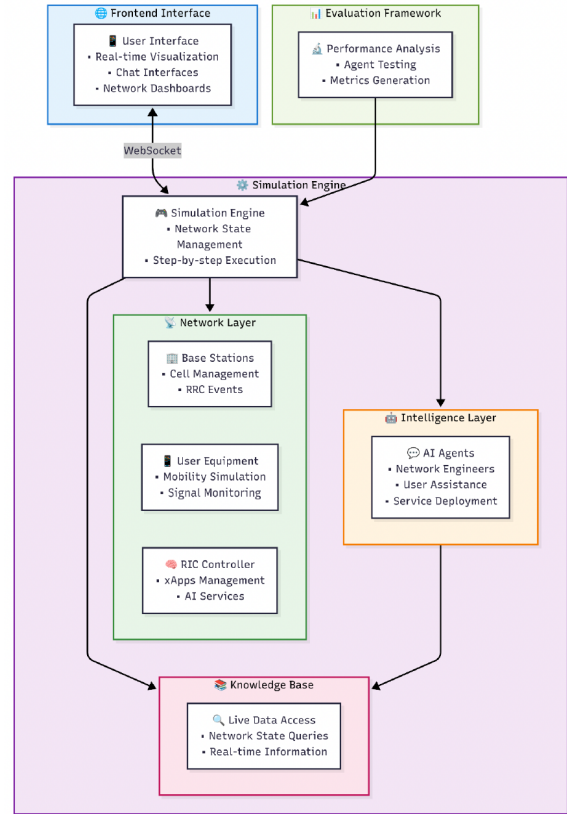 🌐 Frontend Interface
📱 User Interface
▪ Real-time Visualization
▪ Chat Interfaces
▪ Network Dashboards
📊 Evaluation Framework
🔬 Performance Analysis
▪ Agent Testing
▪ Metrics Generation
WebSocket
⚙️ Simulation Engine
🎮 Simulation Engine
▪ Network State
Management
▪ Step-by-step Execution
📡 Network Layer
🏢 Base Stations
▪ Cell Management
▪ RRC Events
📱 User Equipment
▪ Mobility Simulation
▪ Signal Monitoring
🧠 RIC Controller
▪ xApps Management
▪ AI Services
🤖 Intelligence Layer
💬 AI Agents
▪ Network Engineers
▪ User Assistance
▪ Service Deployment
📚 Knowledge Base
🔍 Live Data Access
▪ Network State Queries
▪ Real-time Information